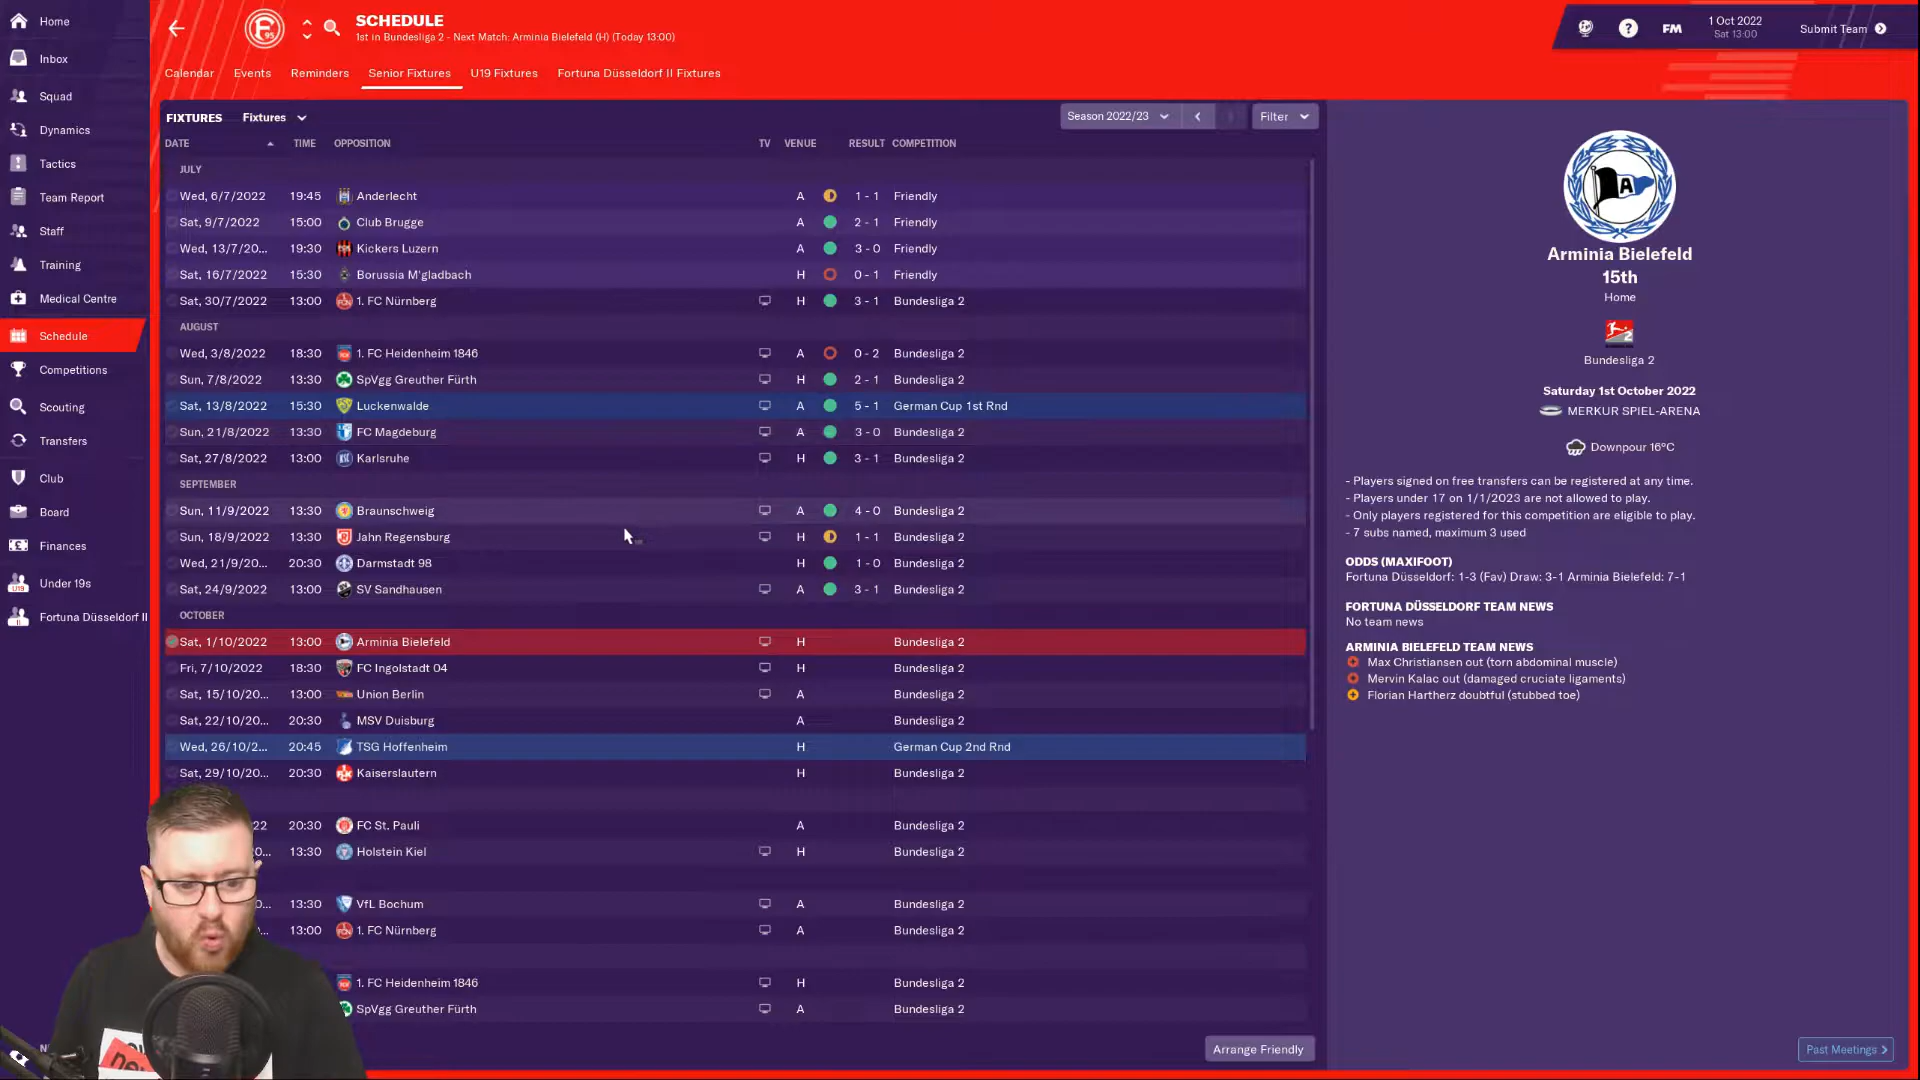 Home
Inbox
Squad
Dynamics
Tactics
Team Report
Staff
Training
Medical Centre
Schedule
Competitions
Scouting
Transfers
Club
Board
Finances
Under 19s
Fortuna Düsseldorf II
SCHEDULE
1st in Bundesliga 2 - Next Match: Arminia Bielefeld (H) (Today 13:00)
FM
1 Oct 2022
Sat 13:00
Submit Team
Calendar Events Reminders Senior Fixtures U19 Fixtures Fortuna Düsseldorf II Fixtures
FIXTURES Fixtures Season 2022/23 Filter
DATE TIME OPPOSITION TV VENUE RESULT COMPETITION
JULY
Wed, 6/7/2022 19:45 Anderlecht A 1 - 1 Friendly
Sat, 9/7/2022 15:00 Club Brugge A 2 - 1 Friendly
Wed, 13/7/20... 19:30 Kickers Luzern A 3 - 0 Friendly
Sat, 16/7/2022 15:30 Borussia M'gladbach H 0 - 1 Friendly
Sat, 30/7/2022 13:00 1. FC Nürnberg H 3 - 1 Bundesliga 2
AUGUST
Wed, 3/8/2022 18:30 1. FC Heidenheim 1846 A 0 - 2 Bundesliga 2
Sun, 7/8/2022 13:30 SpVgg Greuther Fürth H 2 - 1 Bundesliga 2
Sat, 13/8/2022 15:30 Luckenwalde A 5 - 1 German Cup 1st Rnd
Sun, 21/8/2022 13:30 FC Magdeburg A 3 - 0 Bundesliga 2
Sat, 27/8/2022 13:00 Karlsruhe H 3 - 1 Bundesliga 2
SEPTEMBER
Sun, 11/9/2022 13:30 Braunschweig A 4 - 0 Bundesliga 2
Sun, 18/9/2022 13:30 Jahn Regensburg H 1 - 1 Bundesliga 2
Wed, 21/9/20... 20:30 Darmstadt 98 H 1 - 0 Bundesliga 2
Sat, 24/9/2022 13:00 SV Sandhausen A 3 - 1 Bundesliga 2
OCTOBER
Sat, 1/10/2022 13:00 Arminia Bielefeld H Bundesliga 2
Fri, 7/10/2022 18:30 FC Ingolstadt 04 H Bundesliga 2
Sat, 15/10/20... 13:00 Union Berlin A Bundesliga 2
Sat, 22/10/20... 20:30 MSV Duisburg A Bundesliga 2
Wed, 26/10/2... 20:45 TSG Hoffenheim H German Cup 2nd Rnd
Sat, 29/10/20... 20:30 Kaiserslautern H Bundesliga 2
22 20:30 FC St. Pauli A Bundesliga 2
0... 13:30 Holstein Kiel H Bundesliga 2
0... 13:30 VfL Bochum A Bundesliga 2
... 13:00 1. FC Nürnberg A Bundesliga 2
1. FC Heidenheim 1846 H Bundesliga 2
SpVgg Greuther Fürth A Bundesliga 2
Arrange Friendly
Arminia Bielefeld
15th
Home
Bundesliga 2
Saturday 1st October 2022
MERKUR SPIEL-ARENA
Downpour 16°C
- Players signed on free transfers can be registered at any time.
- Players under 17 on 1/1/2023 are not allowed to play.
- Only players registered for this competition are eligible to play.
- 7 subs named, maximum 3 used
ODDS (MAXIFOOT)
Fortuna Düsseldorf: 1-3 (Fav) Draw: 3-1 Arminia Bielefeld: 7-1
FORTUNA DÜSSELDORF TEAM NEWS
No team news
ARMINIA BIELEFELD TEAM NEWS
Max Christiansen out (torn abdominal muscle)
Mervin Kalac out (damaged cruciate ligaments)
Florian Hartherz doubtful (stubbed toe)
Past Meetings